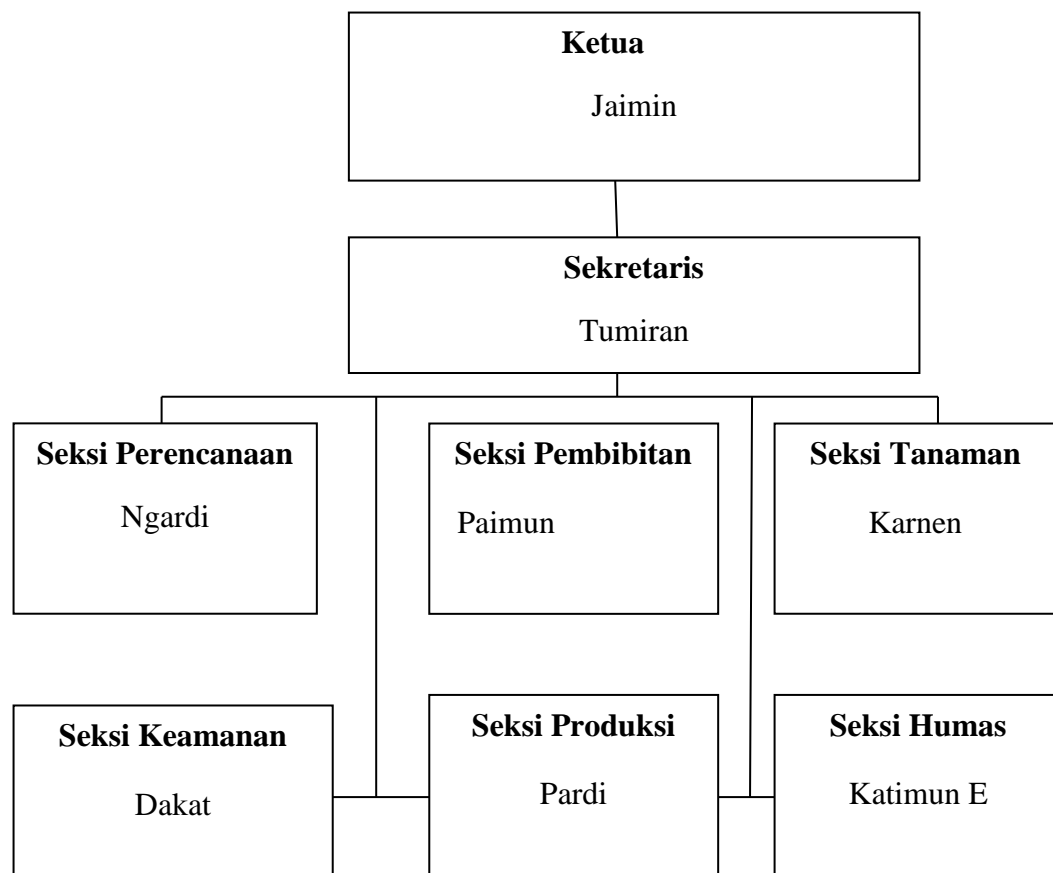 Ketua
Jaimin
Sekretaris
Tumiran
Seksi Perencanaan
Ngardi
Seksi Pembibitan
Paimun
Seksi Tanaman
Karnen
Seksi Keamanan
Dakat
Seksi Produksi
Pardi
Seksi Humas
Katimun E